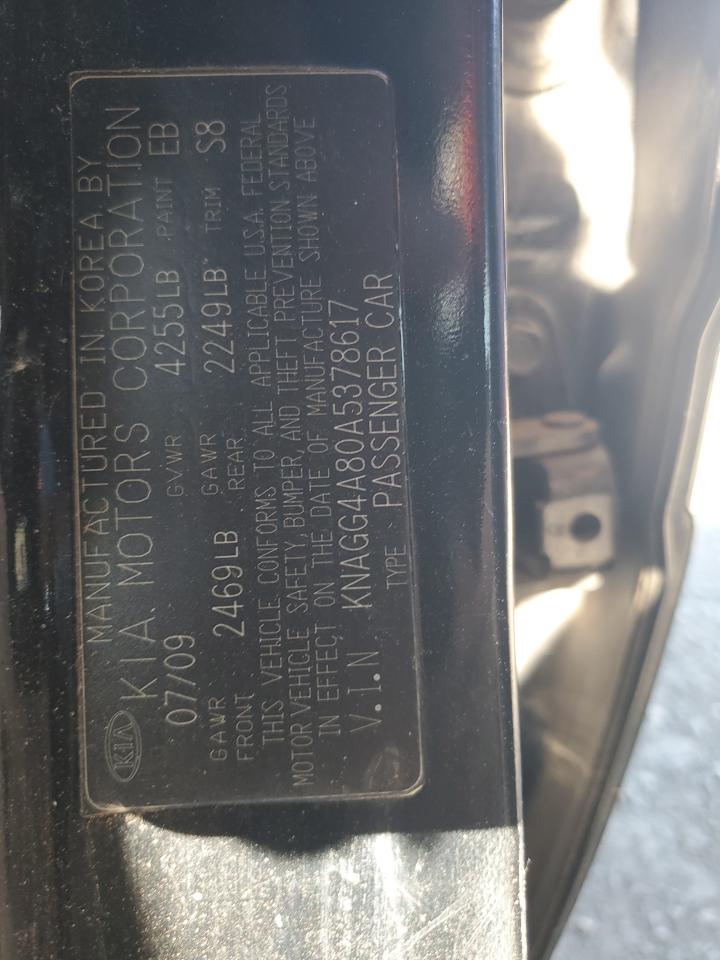 KIA
MANUFACTURED IN KOREA BY
KIA MOTORS CORPORATION
07/09 GVWR 4255LB PAINT EB
GAWR FRONT 2469LB GAWR REAR 2249LB TRIM S8
THIS VEHICLE CONFORMS TO ALL APPLICABLE U.S.A. FEDERAL
MOTOR VEHICLE SAFETY, BUMPER, AND THEFT PREVENTION STANDARDS
IN EFFECT ON THE DATE OF MANUFACTURE SHOWN ABOVE
V.I.N KNAGG4A80A5378617
TYPE PASSENGER CAR